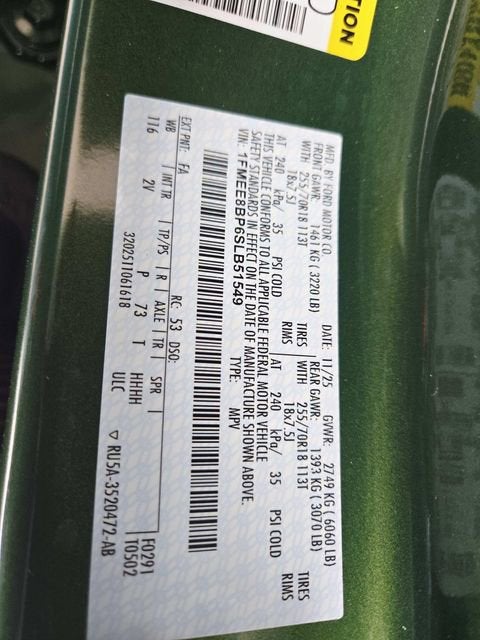 TION
MFD. BY FORD MOTOR CO.
DATE: 11/25 GVWR: 2749 KG ( 6060 LB)
FRONT GAWR: 1461 KG ( 3220 LB)
REAR GAWR: 1393 KG ( 3070 LB)
WITH 255/70R18 113T TIRES
WITH 255/70R18 113T TIRES
18x7.5J RIMS
18x7.5J RIMS
AT 240 kPa/ 35 PSI COLD
AT 240 kPa/ 35 PSI COLD
THIS VEHICLE CONFORMS TO ALL APPLICABLE FEDERAL MOTOR VEHICLE
SAFETY STANDARDS IN EFFECT ON THE DATE OF MANUFACTURE SHOWN ABOVE.
VIN: 1FMEE8BP6SLB51549 TYPE: MPV
EXT PNT: FA RC: 53 DSO:
WB INT TR TP/PS R AXLE TR SPR
116 2V P 73 T HHHH
ULC
F0291
T0502
3202511061618
▽ RU5A-3520472-AB